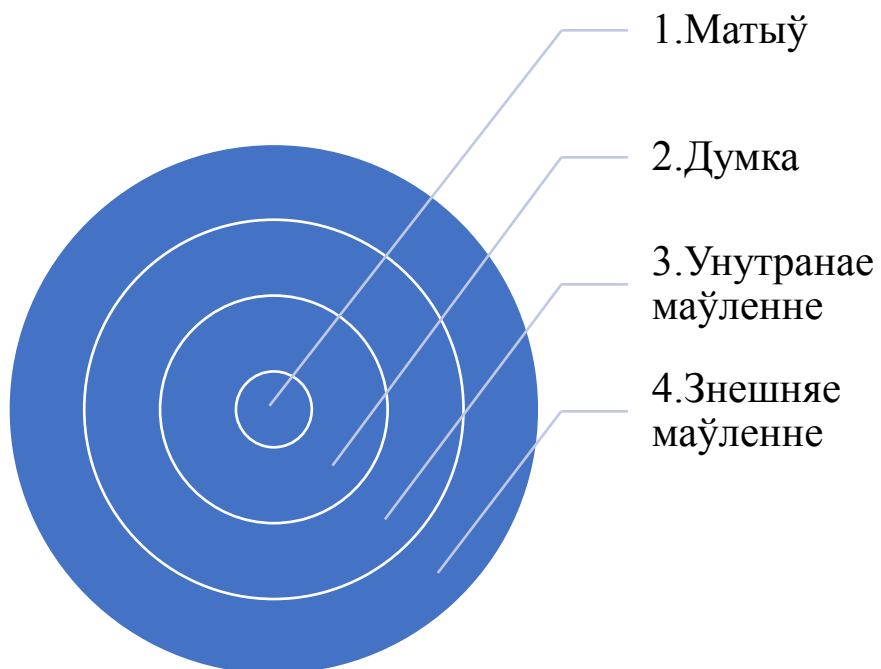 1.Матыў
2.Думка
3.Унутранае
маўленне
4.Знешняе
маўленне